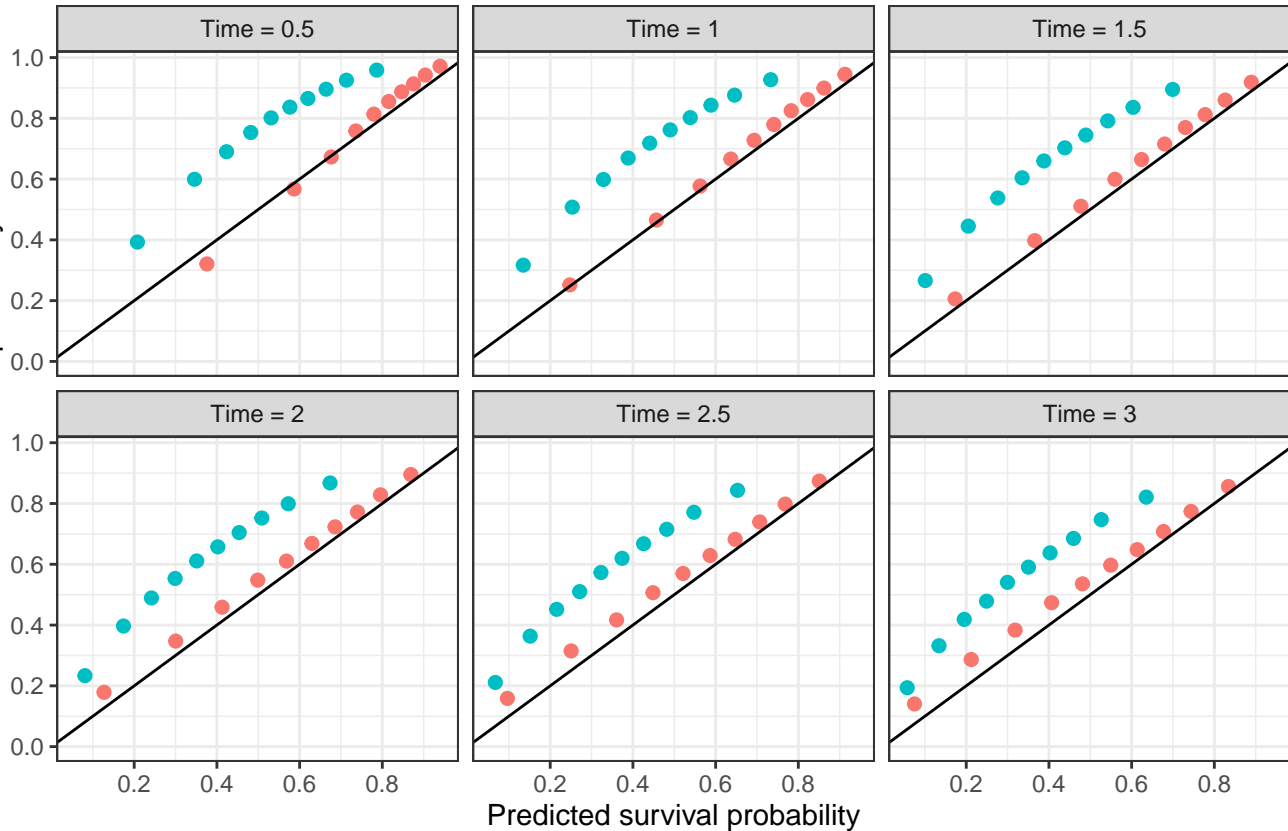 Time = 0.5
Time = 1
Time = 1.5
1.0
0.8
0.6
0.4
0.2
0.0
Time = 2
Time = 2.5
Time = 3
1.0
0.8
0.6
0.4
0.2
0.0
0.2 0.4 0.6 0.8 0.2 0.4 0.6 0.8 0.2 0.4 0.6 0.8
Predicted survival probability